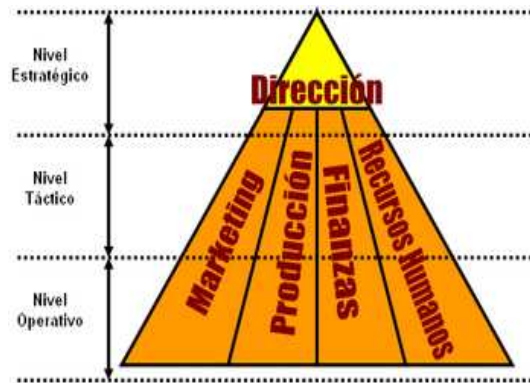 Nivel
Estratégico
Dirección
Nivel
Táctico
Marketing
Producción
Finanzas
Recursos Humanos
Nivel
Operativo